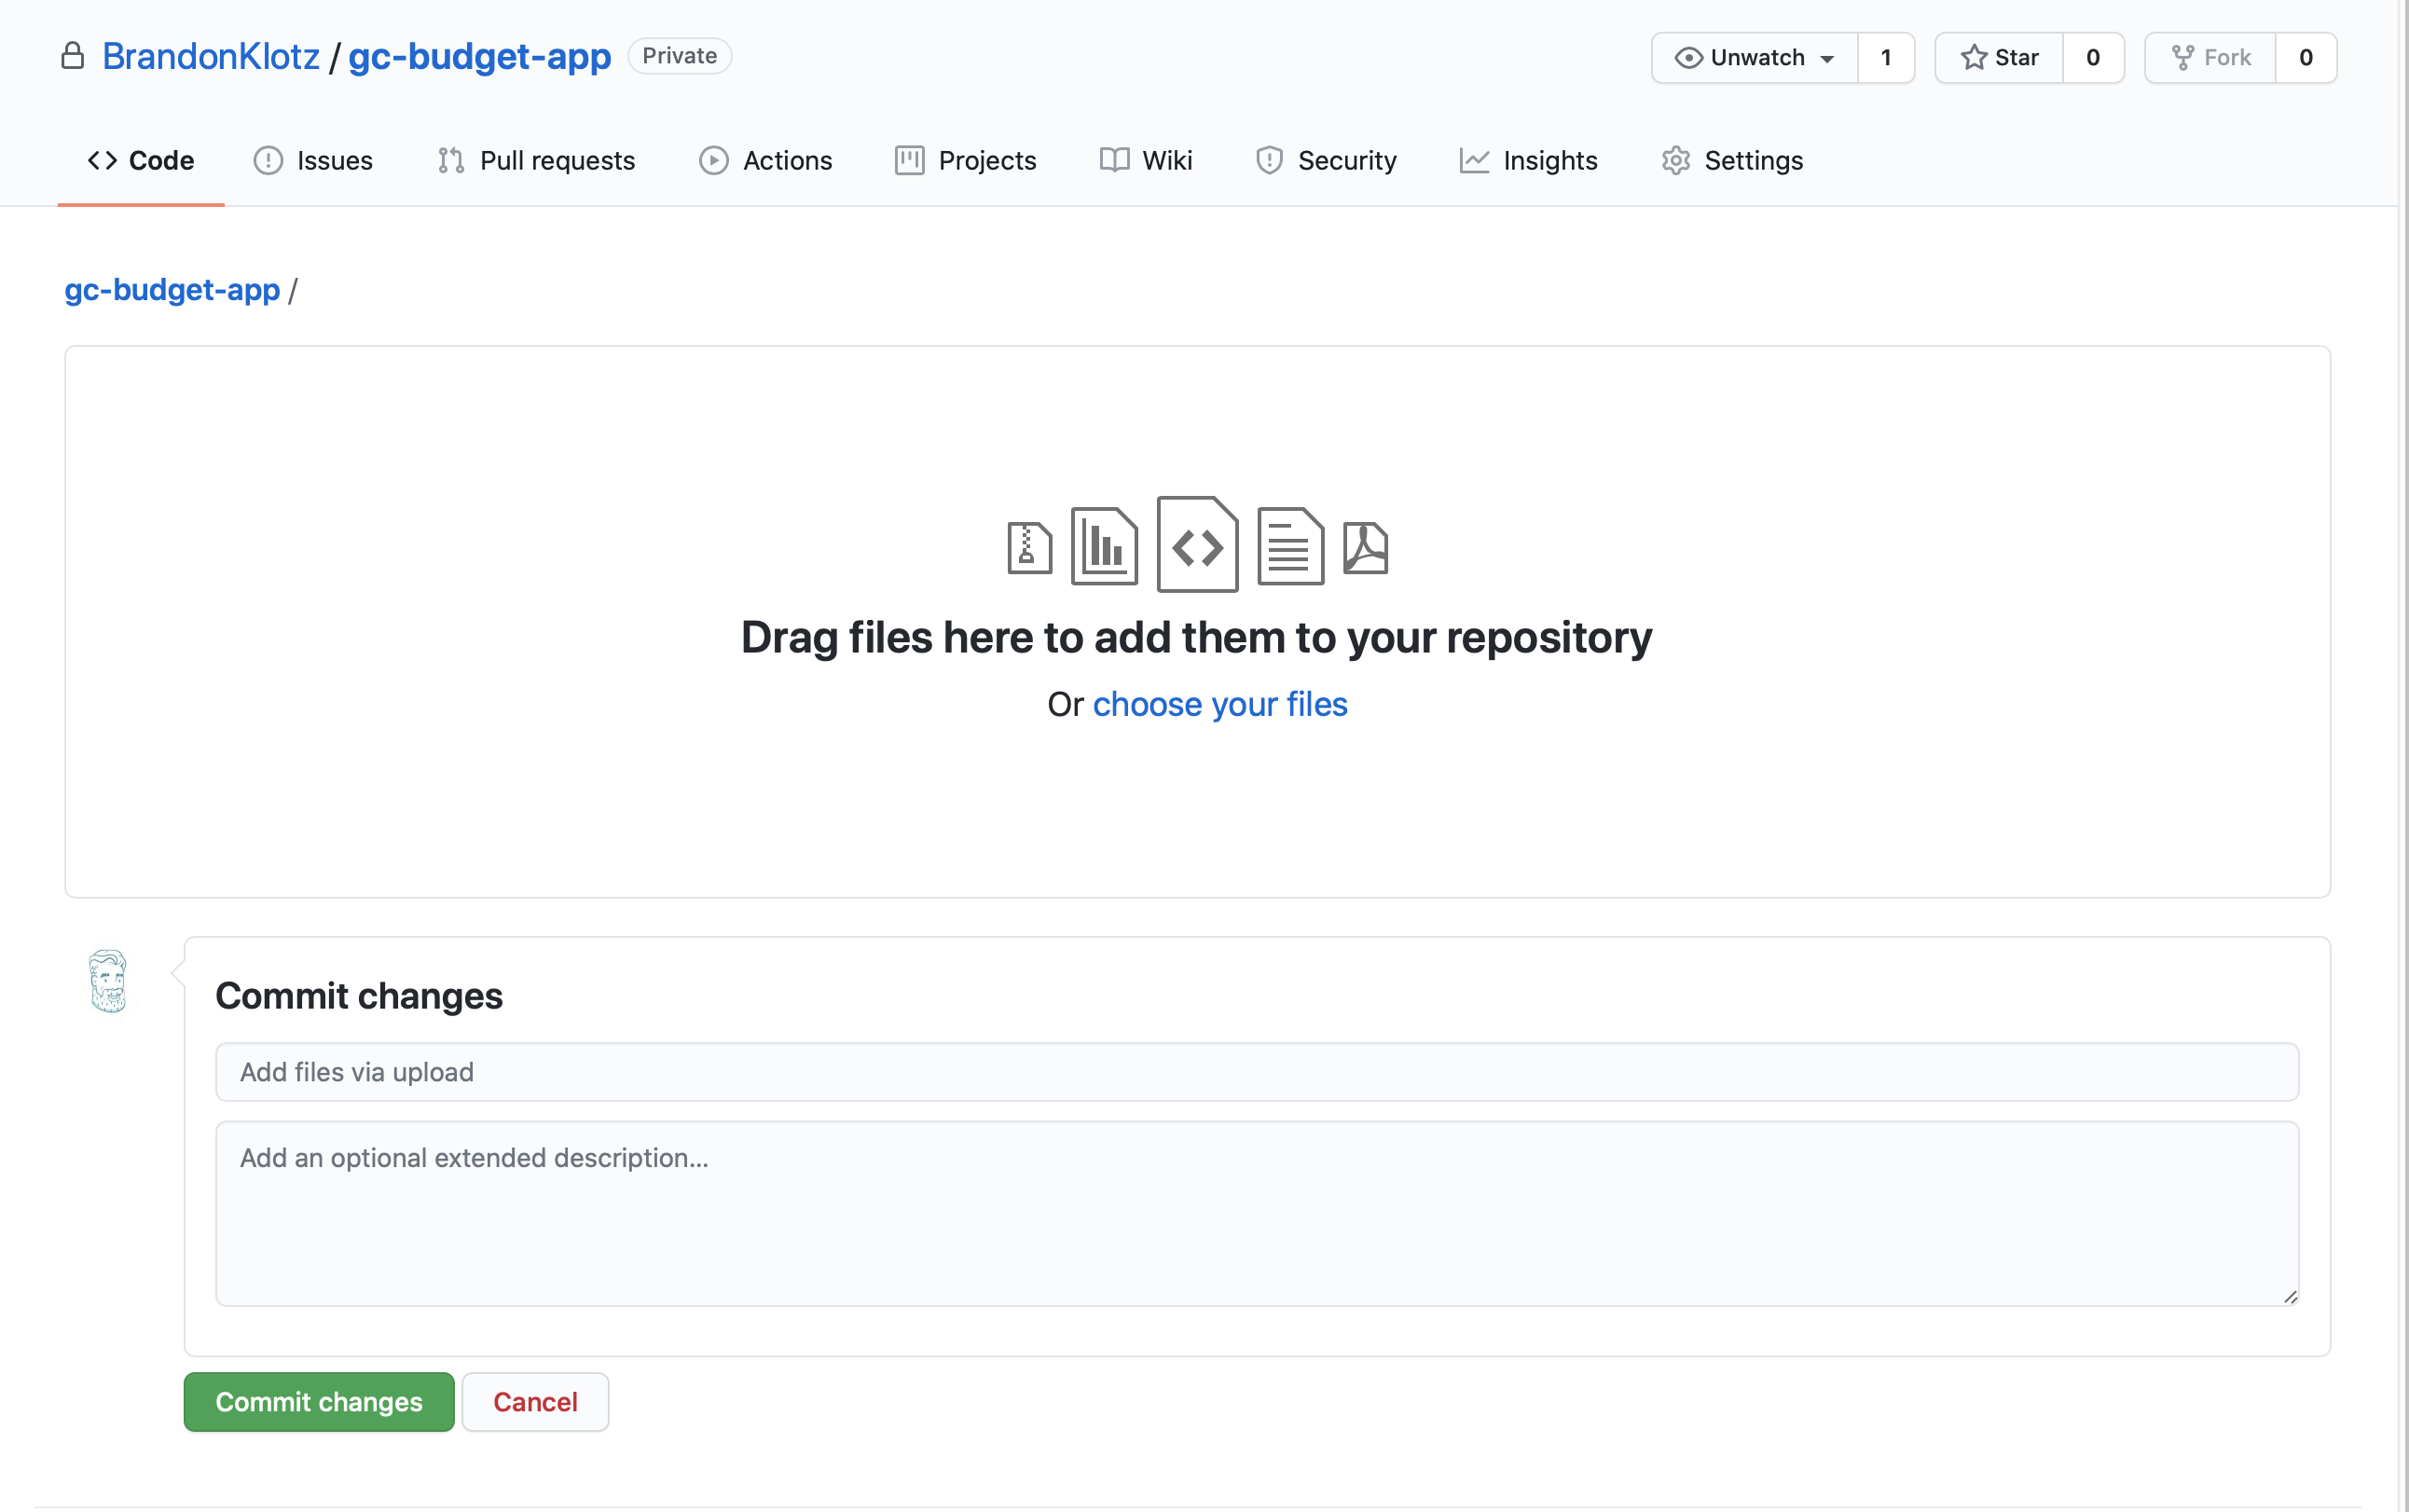 BrandonKlotz / gc-budget-app Private
Unwatch 1 Star 0 Fork 0
Code Issues Pull requests Actions Projects Wiki Security Insights Settings
gc-budget-app /
Drag files here to add them to your repository
Or choose your files
Commit changes
Add files via upload
Add an optional extended description...
Commit changes Cancel